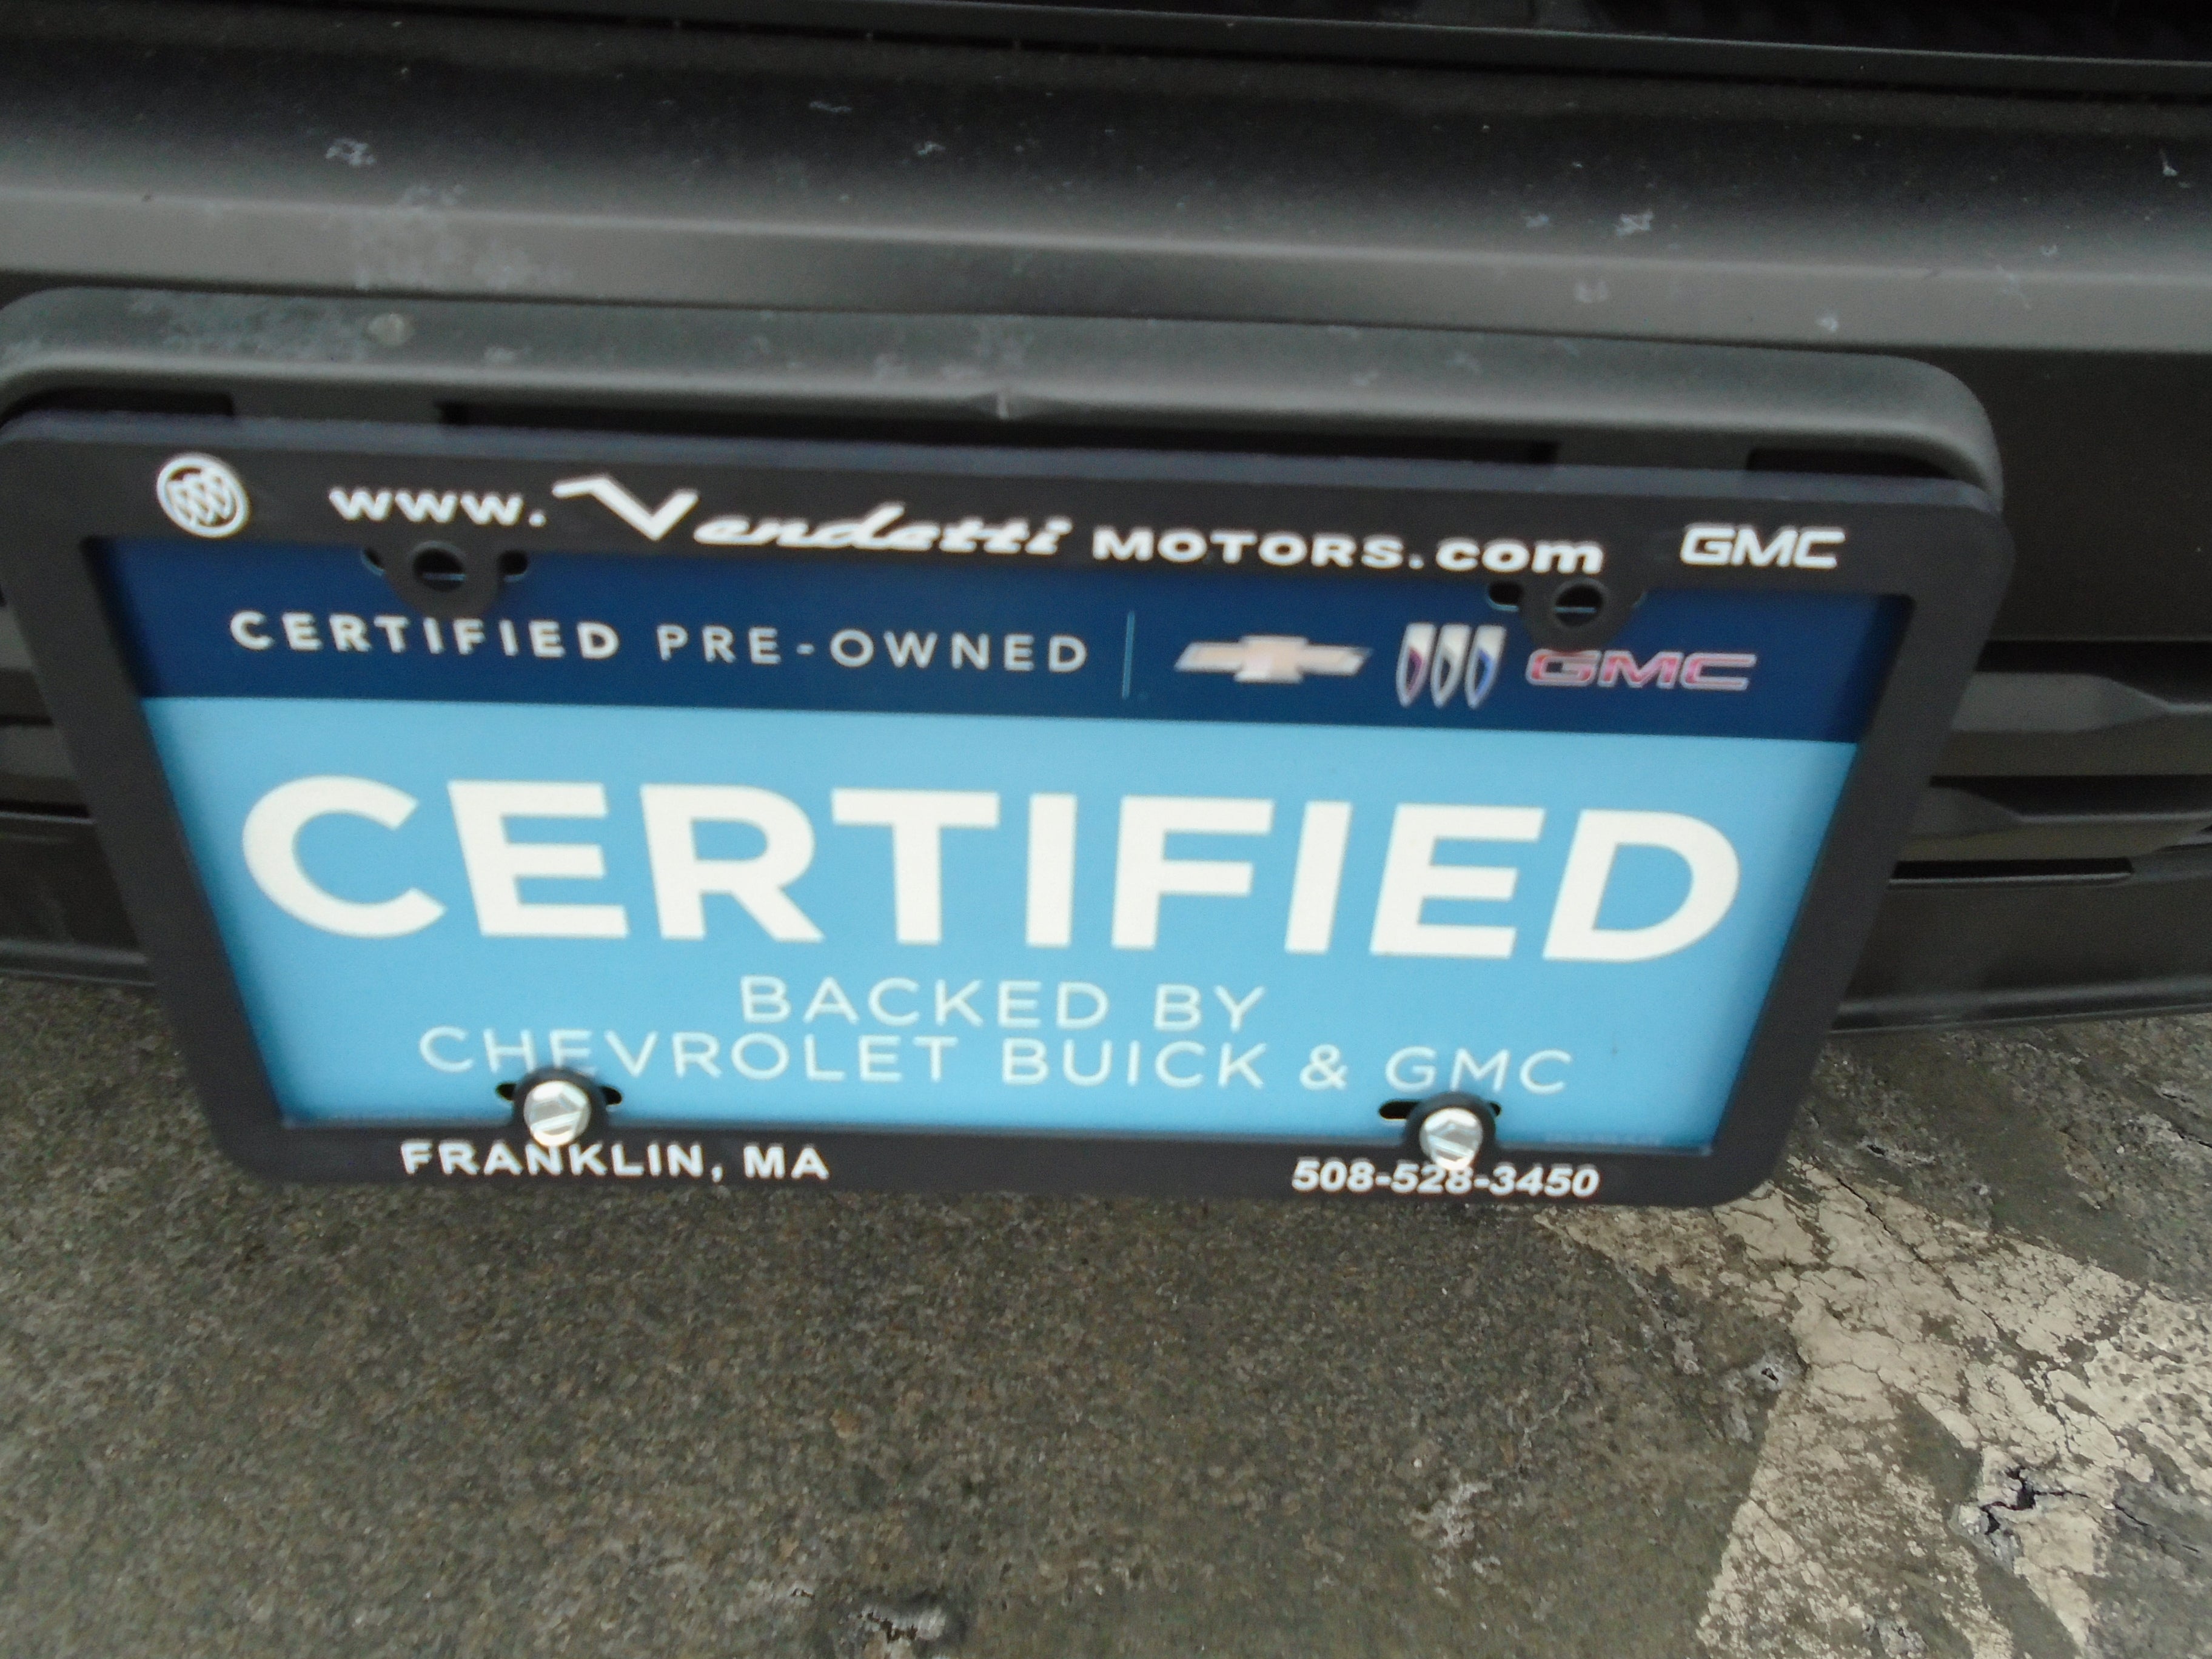 www.Vendetti MOTORS.com GMC
CERTIFIED PRE-OWNED GMC
CERTIFIED
BACKED BY
CHEVROLET BUICK & GMC
FRANKLIN, MA 508-528-3450